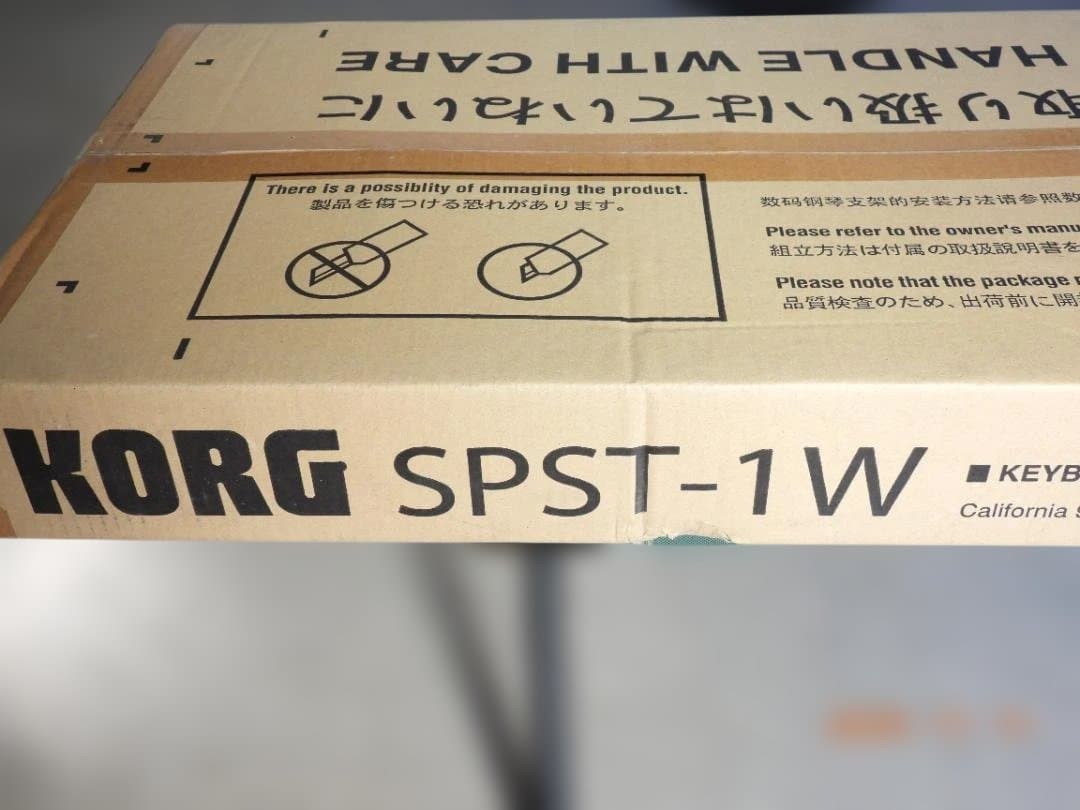 HANDLE WITH CARE
取り扱いはていねいに
There is a possiblity of damaging the product.
製品を傷つける恐れがあります。
数码钢琴支架的安装方法请参照数
Please refer to the owner's manu
組立方法は付属の取扱説明書を
Please note that the package
品質検査のため、出荷前に開
KORG SPST-1W
■ KEYB
California